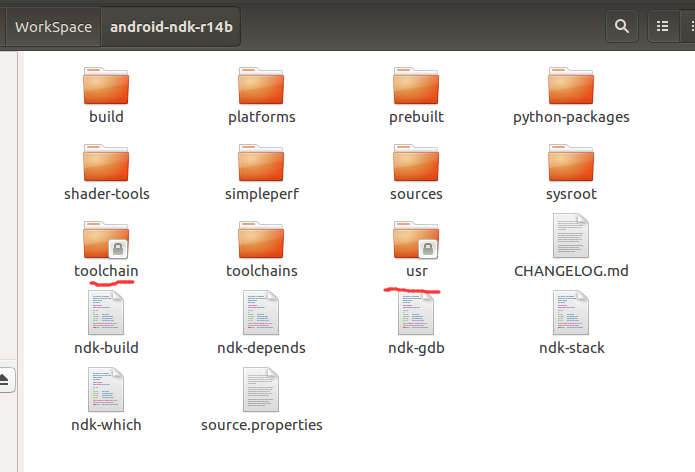 WorkSpace android-ndk-r14b
build platforms prebuilt python-packages
shader-tools simpleperf sources sysroot
toolchain toolchains usr CHANGELOG.md
ndk-build ndk-depends ndk-gdb ndk-stack
ndk-which source.properties